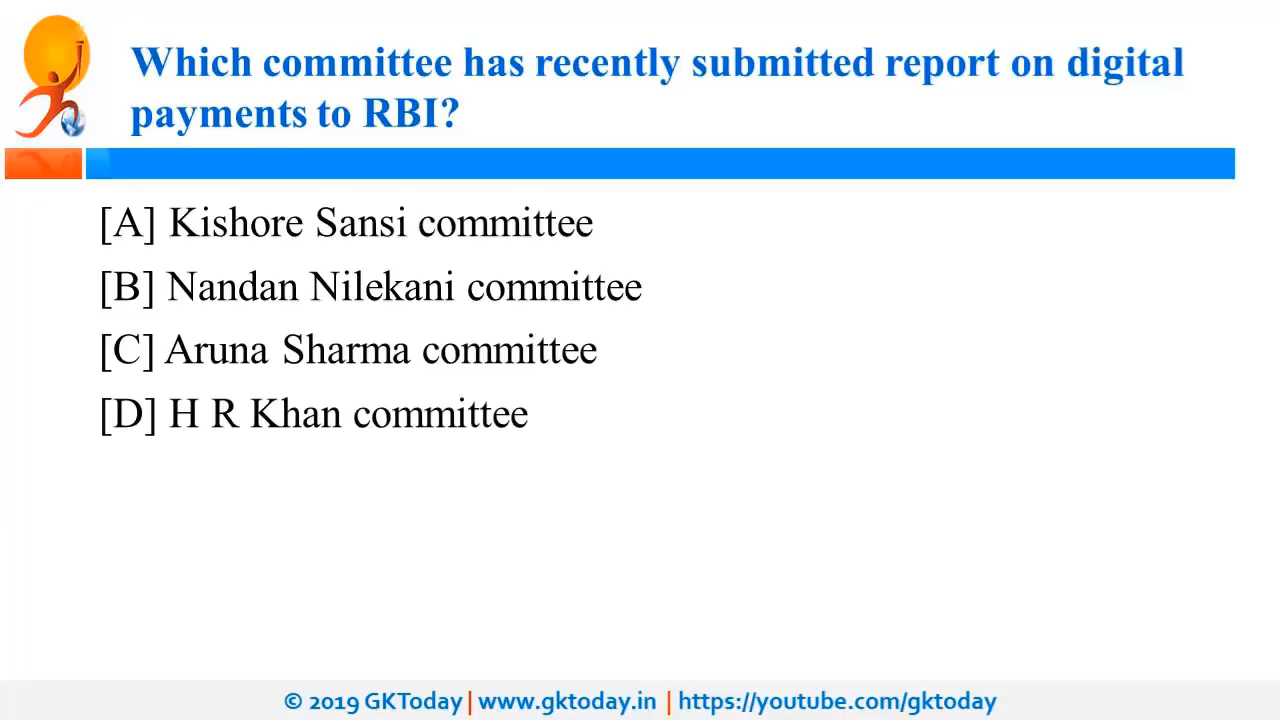 Which committee has recently submitted report on digital
payments to RBI?
[A] Kishore Sansi committee
[B] Nandan Nilekani committee
[C] Aruna Sharma committee
[D] H R Khan committee
© 2019 GKToday | www.gktoday.in | https://youtube.com/gktoday